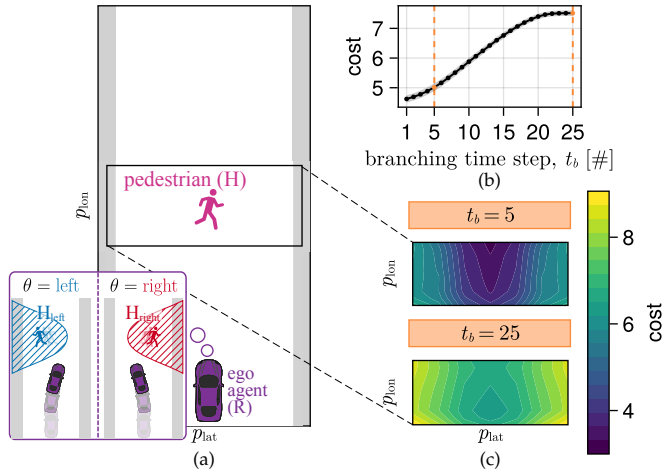 pedestrian (H)
p_lon
θ = left
θ = right
H_left
H_right
ego
agent
(R)
p_lat
(a)
cost
7
6
5
1
5
10
15
20
25
branching time step, t_b [#]
(b)
t_b = 5
p_lon
t_b = 25
p_lon
p_lat
(c)
8
6
4
cost